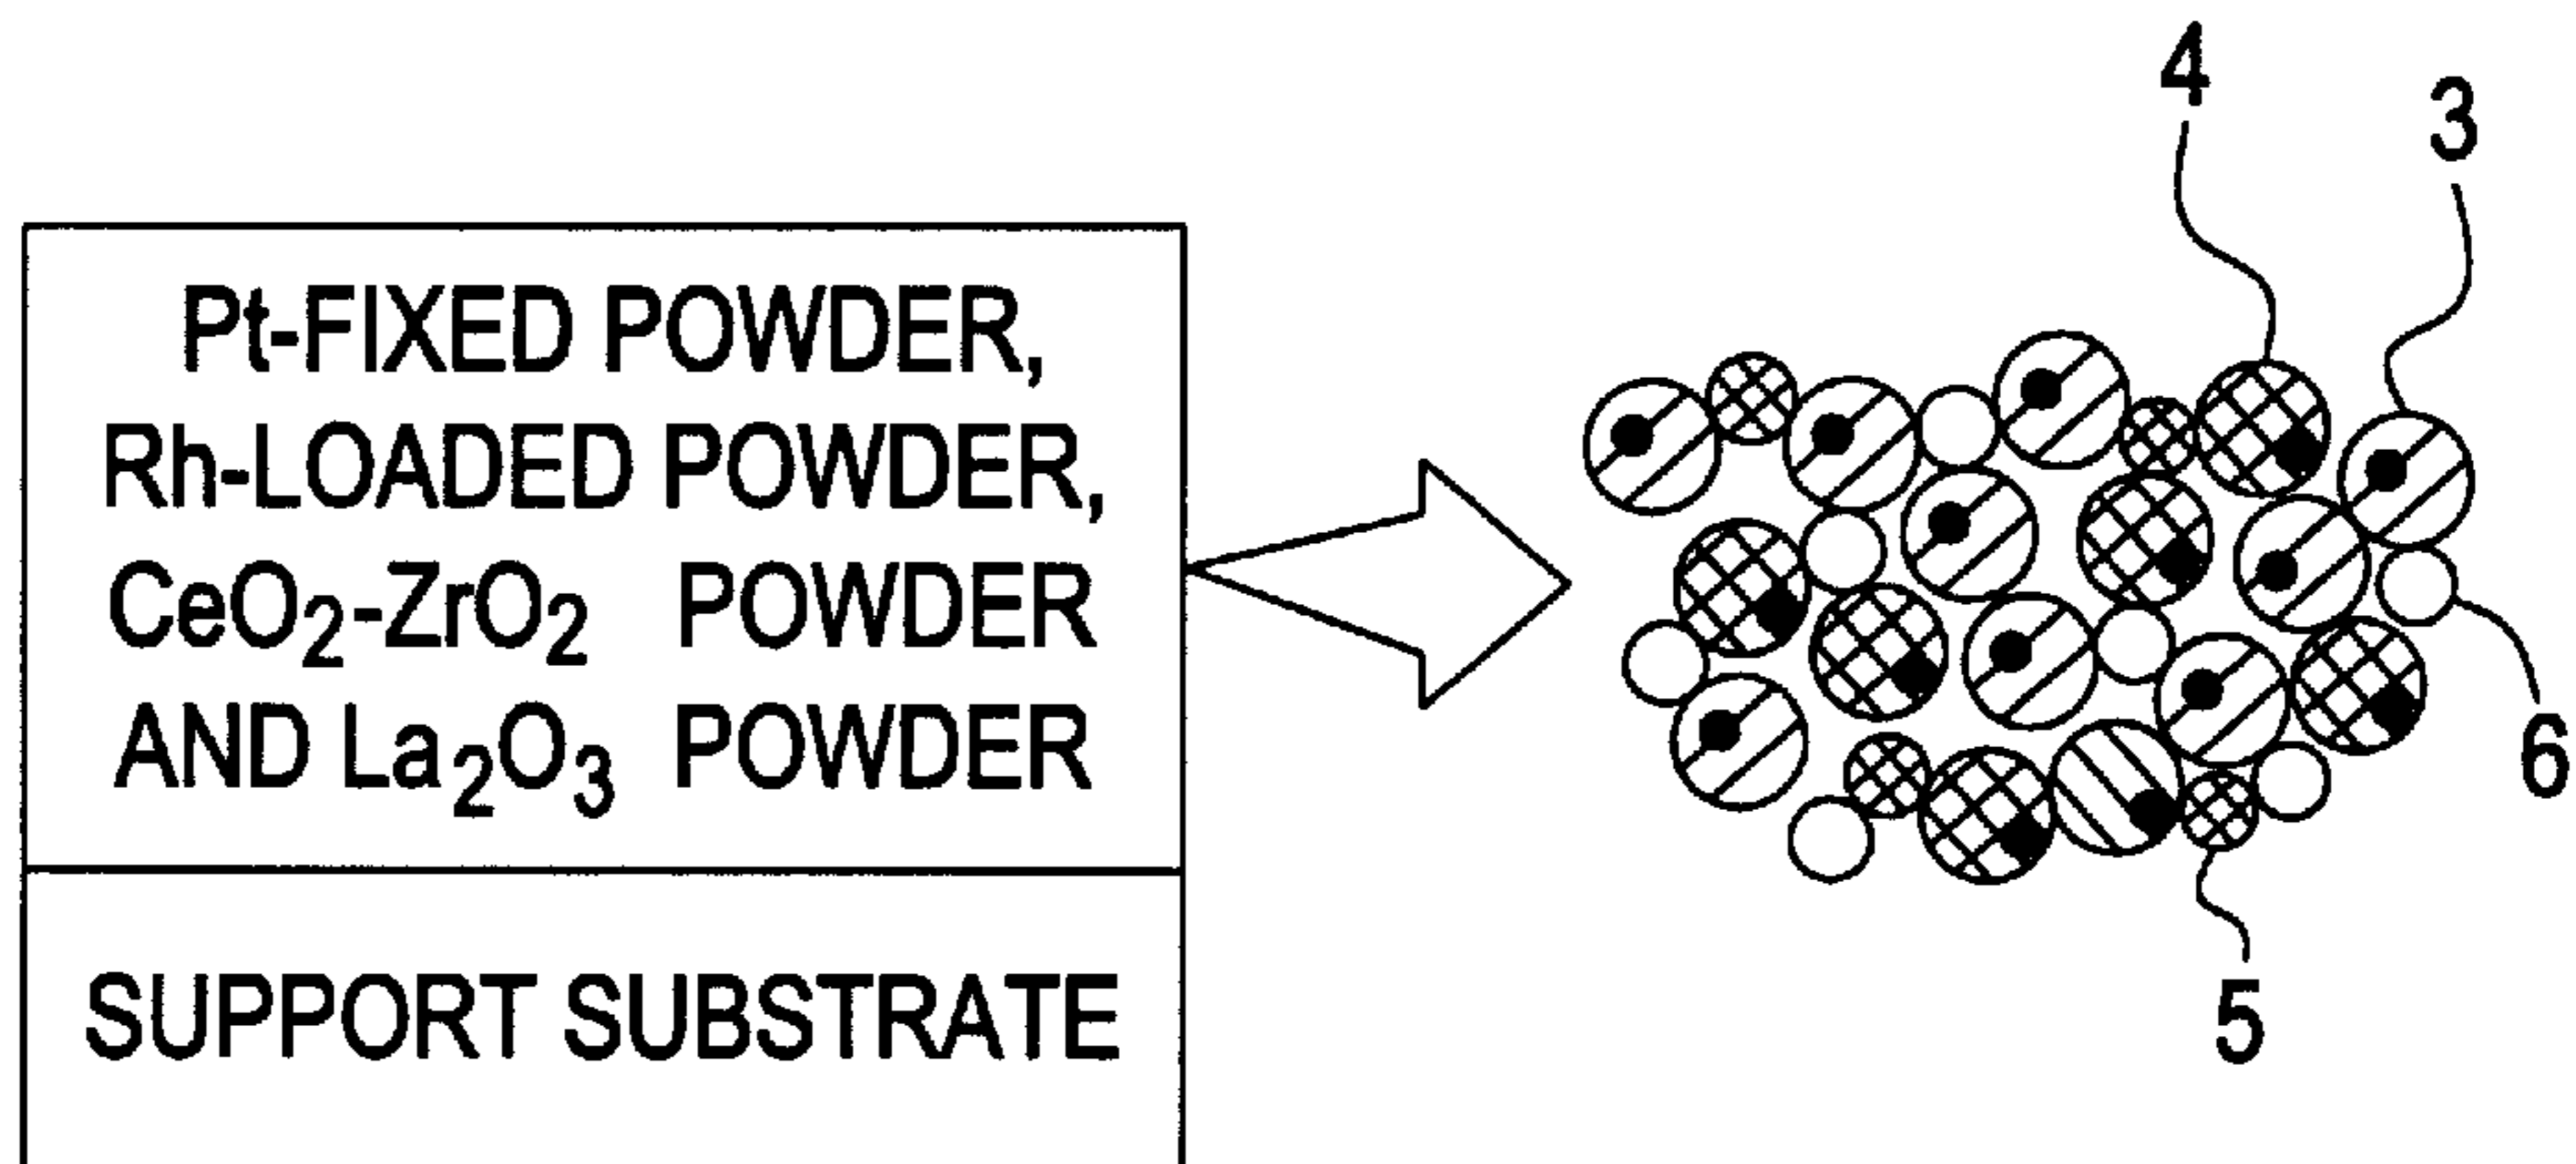 Pt-FIXED POWDER,
Rh-LOADED POWDER,
CeO₂-ZrO₂ POWDER
AND La₂O₃ POWDER
SUPPORT SUBSTRATE
4
3
6
5